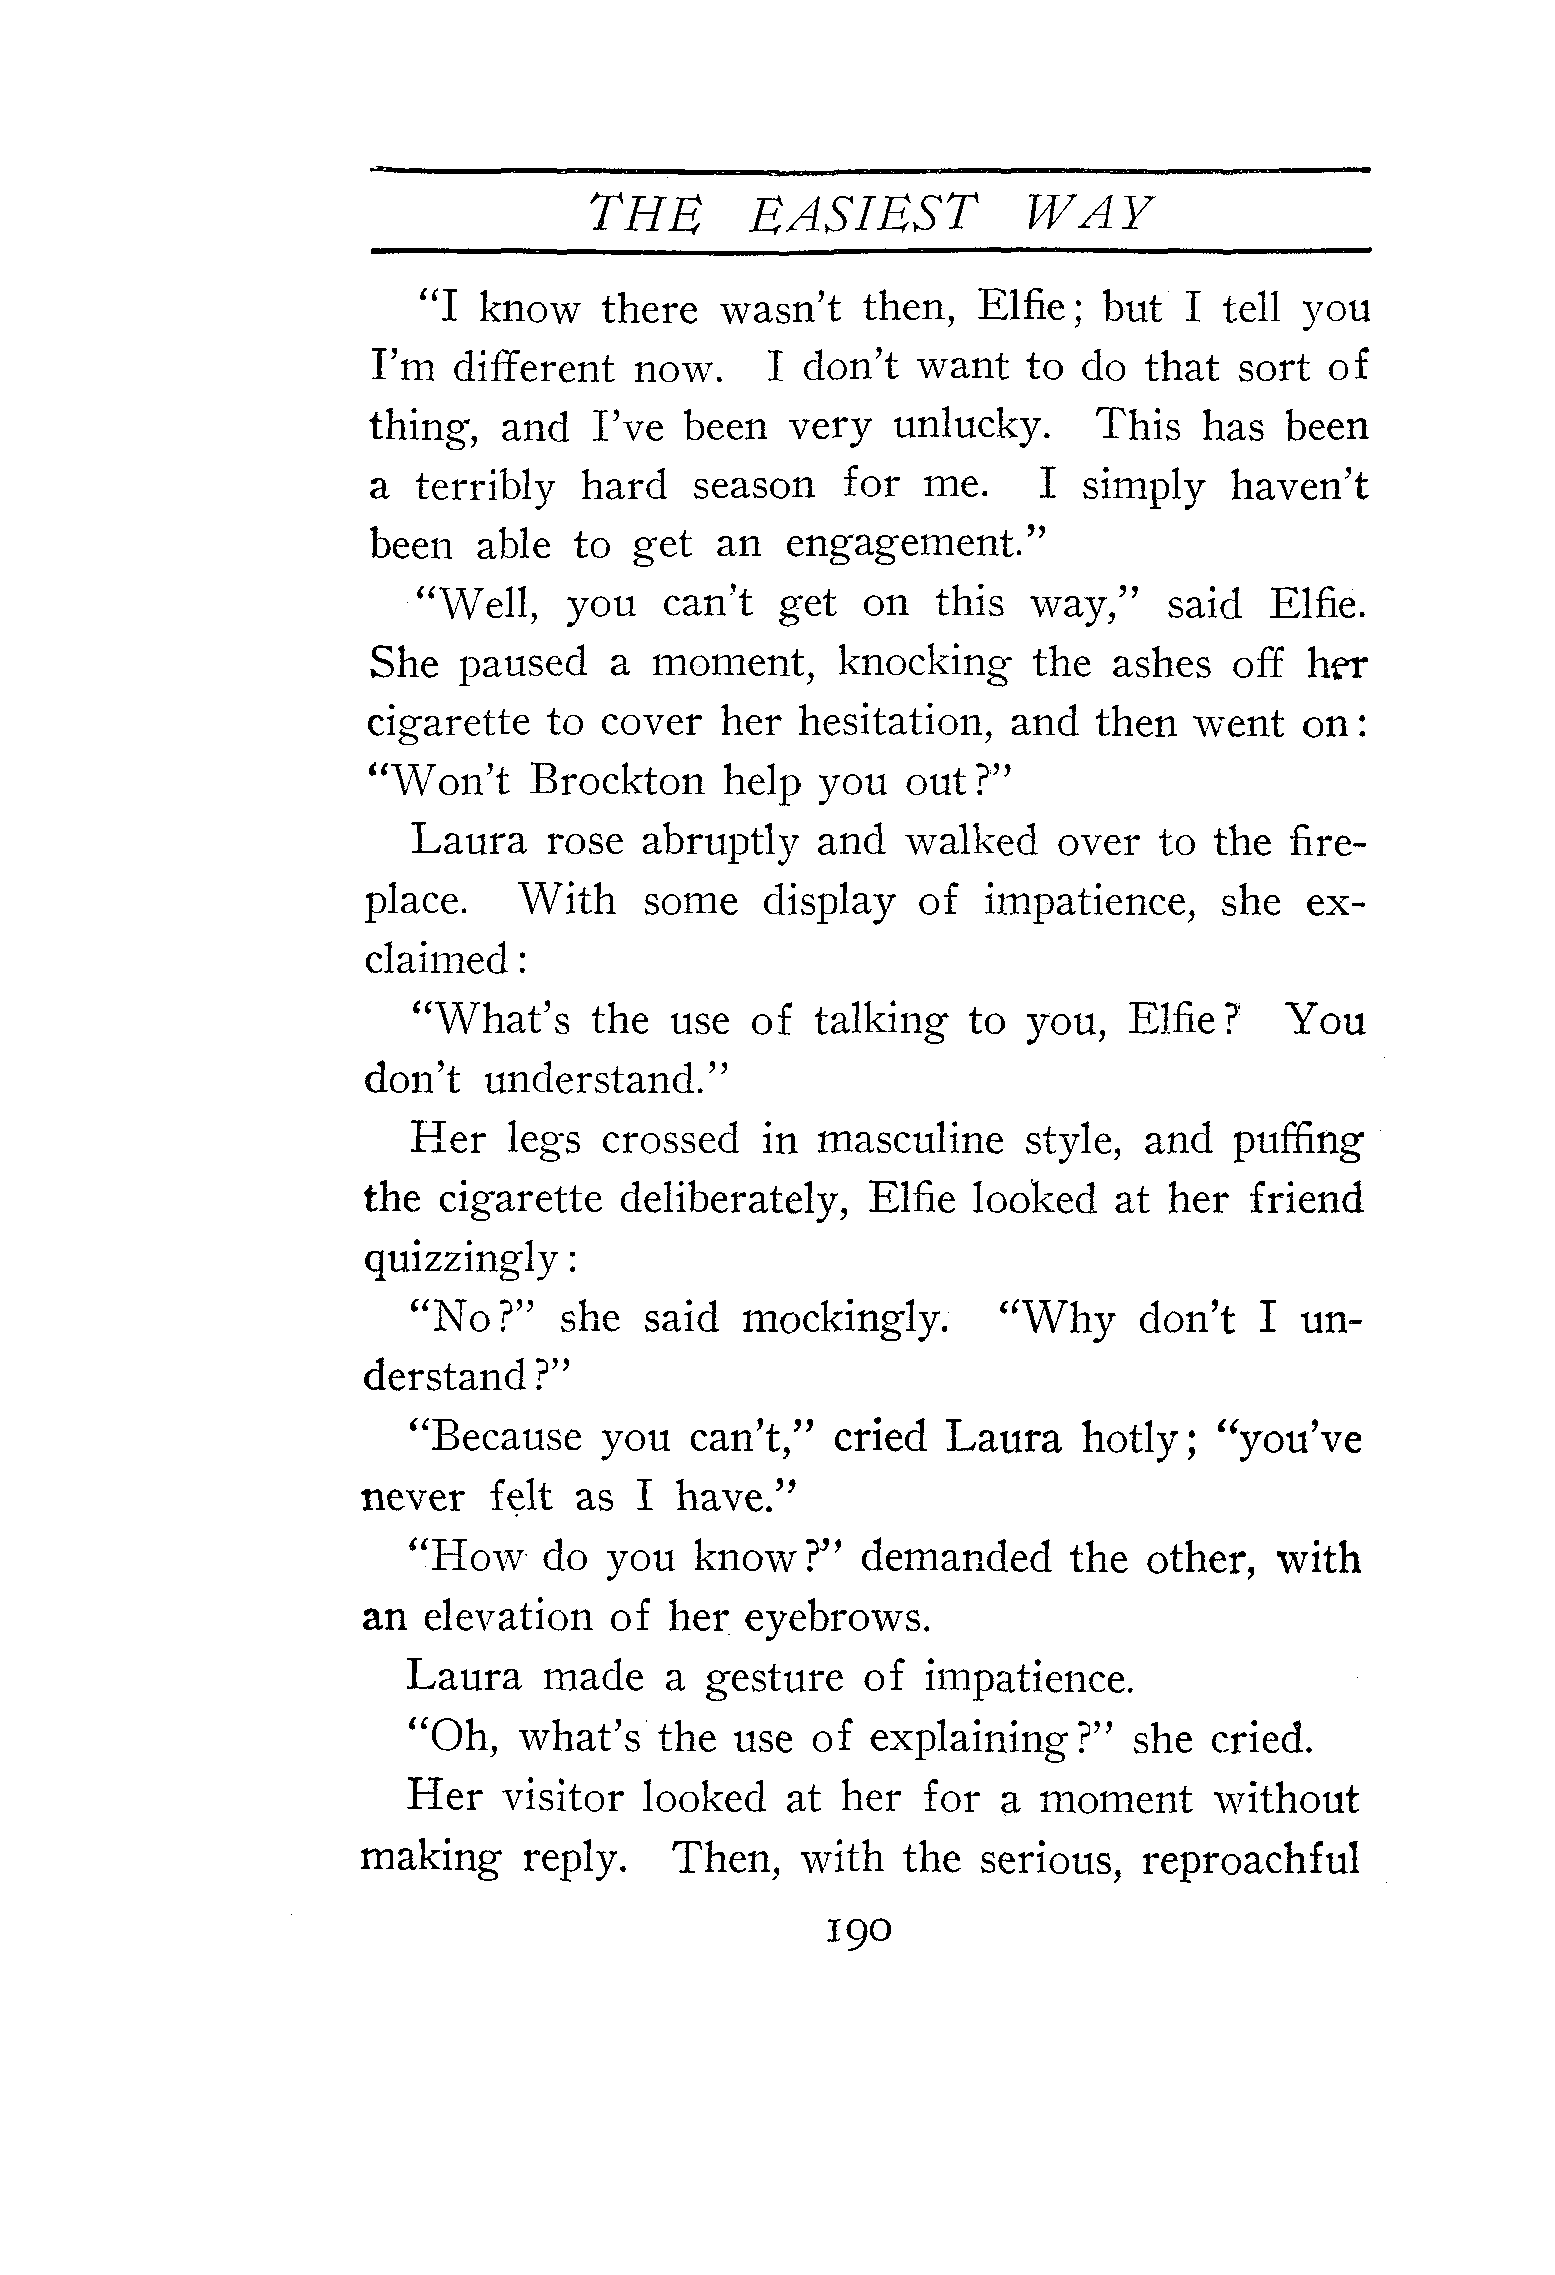 THE EASIEST WAY
“I know there wasn’t then, Elfie; but I tell you
I’m different now. I don’t want to do that sort of
thing, and I’ve been very unlucky. This has been
a terribly hard season for me. I simply haven’t
been able to get an engagement.”
“Well, you can’t get on this way,” said Elfie.
She paused a moment, knocking the ashes off her
cigarette to cover her hesitation, and then went on:
“Won’t Brockton help you out?”
Laura rose abruptly and walked over to the fire-
place. With some display of impatience, she ex-
claimed:
“What’s the use of talking to you, Elfie? You
don’t understand.”
Her legs crossed in masculine style, and puffing
the cigarette deliberately, Elfie looked at her friend
quizzingly:
“No?” she said mockingly. “Why don’t I un-
derstand?”
“Because you can’t,” cried Laura hotly; “you’ve
never felt as I have.”
“How do you know?” demanded the other, with
an elevation of her eyebrows.
Laura made a gesture of impatience.
“Oh, what’s the use of explaining?” she cried.
Her visitor looked at her for a moment without
making reply. Then, with the serious, reproachful
190